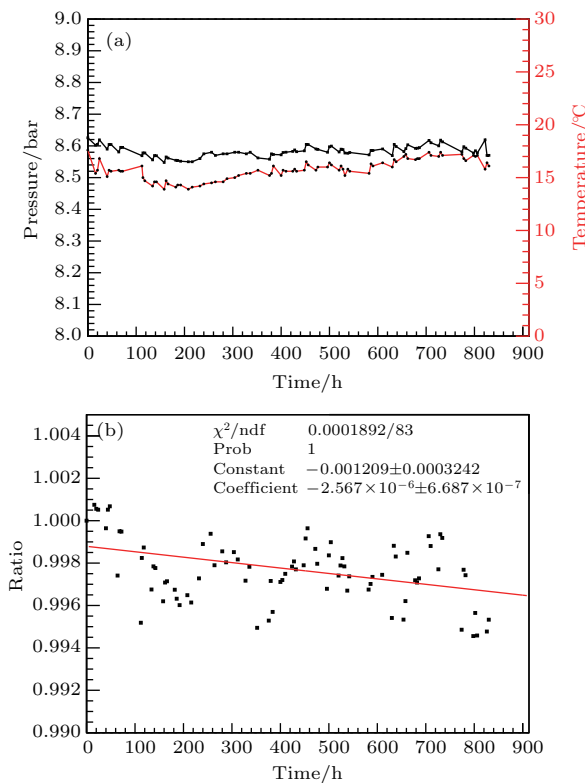 (a)
9.0
8.9
8.8
8.7
8.6
8.5
8.4
8.3
8.2
8.1
8.0
Pressure/bar
30
25
20
15
10
5
0
Temperature/°C
0 100 200 300 400 500 600 700 800 900
Time/h
(b)
χ²/ndf 0.0001892/83
Prob 1
Constant −0.001209±0.0003242
Coefficient −2.567×10⁻⁶±6.687×10⁻⁷
1.004
1.002
1.000
0.998
0.996
0.994
0.992
0.990
Ratio
0 100 200 300 400 500 600 700 800 900
Time/h